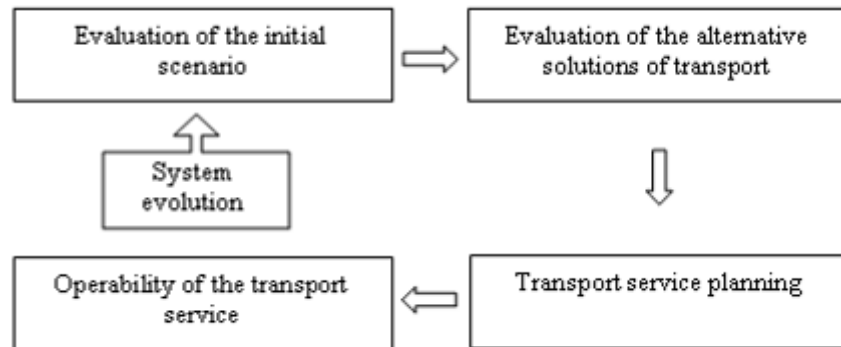 Evaluation of the initial
scenario
Evaluation of the alternative
solutions of transport
System
evolution
Operability of the transport
service
Transport service planning